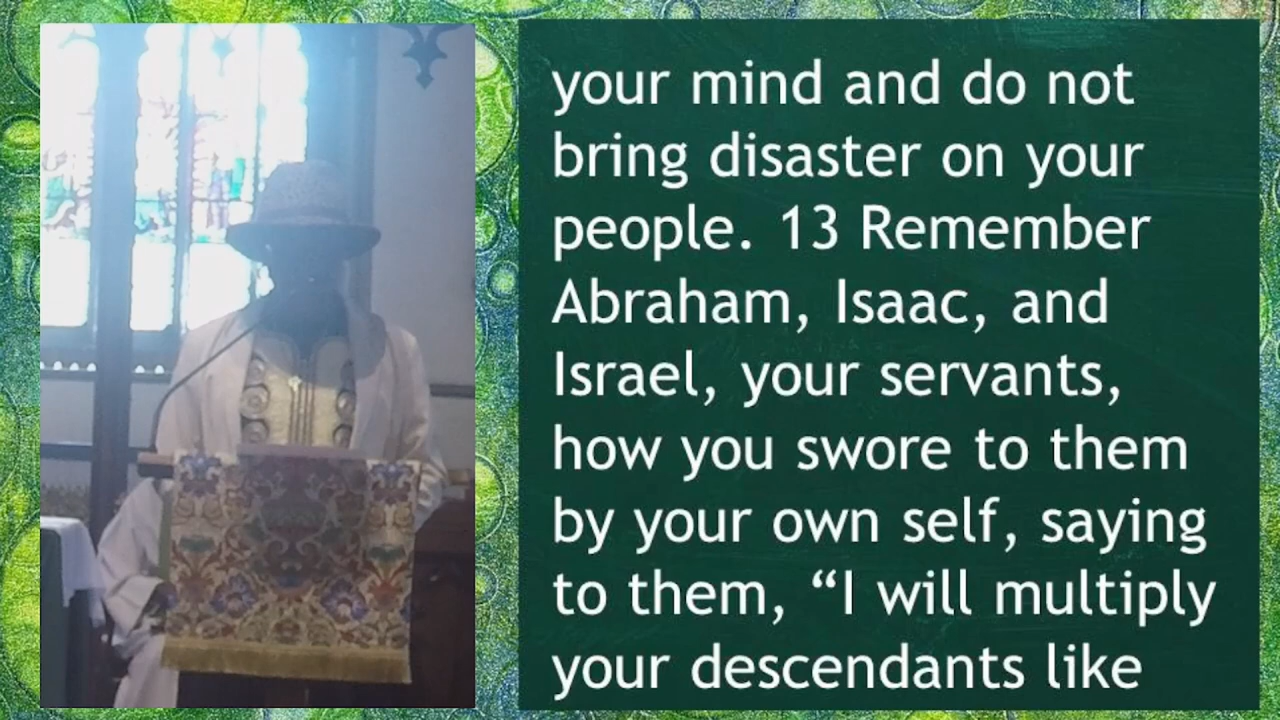 your mind and do not
bring disaster on your
people. 13 Remember
Abraham, Isaac, and
Israel, your servants,
how you swore to them
by your own self, saying
to them, “I will multiply
your descendants like